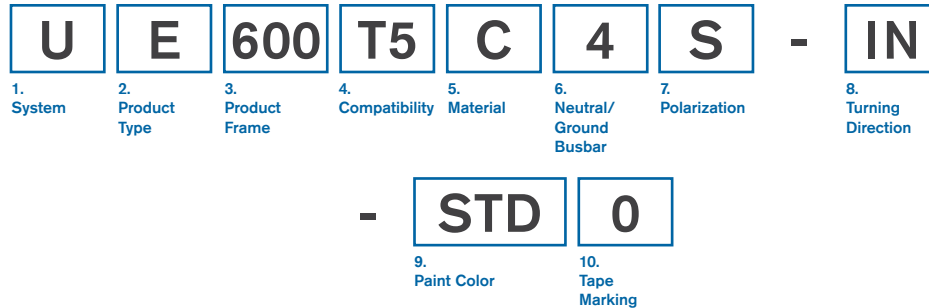 U E 600 T5 C 4 S - IN
1. 2. 3. 4. 5. 6. 7. 8.
System Product Product Compatibility Material Neutral/ Polarization Turning
Type Frame Ground Direction
Busbar
- STD 0
9. 10.
Paint Color Tape
Marking